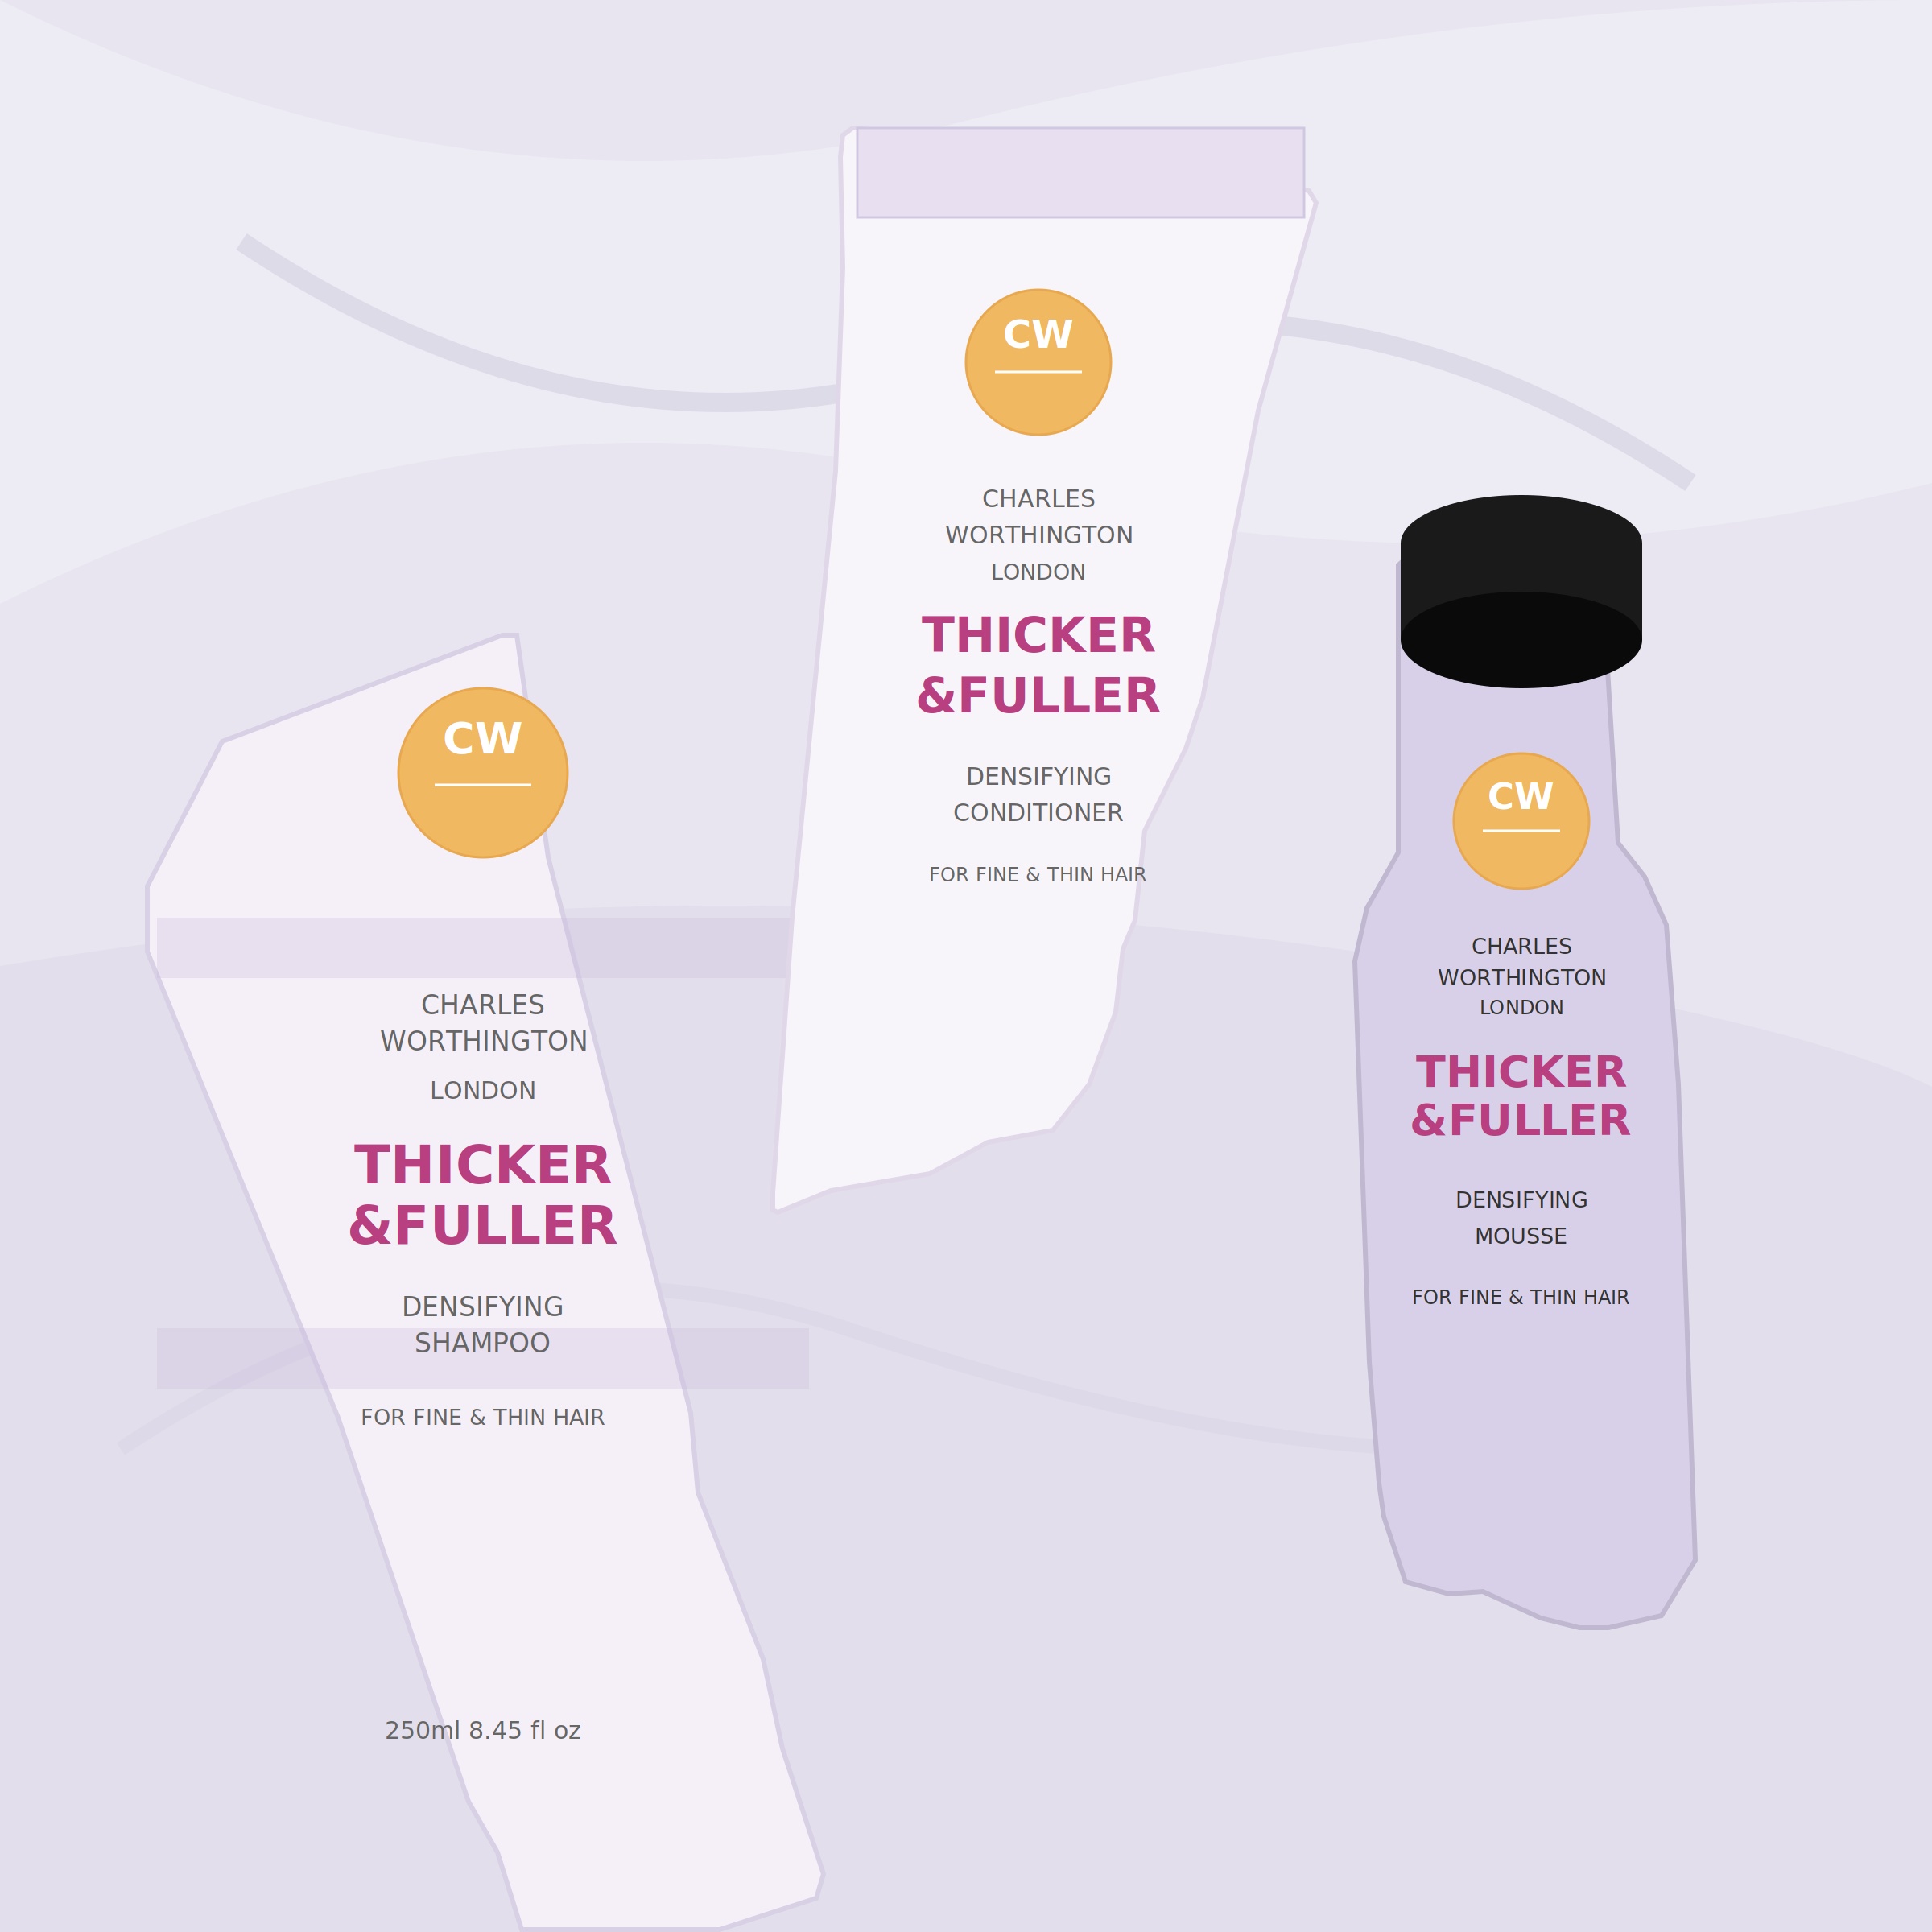 CW
CHARLES
WORTHINGTON
LONDON
THICKER
&FULLER
DENSIFYING
SHAMPOO
FOR FINE & THIN HAIR
250ml 8.45 fl oz
CW
CHARLES
WORTHINGTON
LONDON
THICKER
&FULLER
DENSIFYING
CONDITIONER
FOR FINE & THIN HAIR
CW
CHARLES
WORTHINGTON
LONDON
THICKER
&FULLER
DENSIFYING
MOUSSE
FOR FINE & THIN HAIR